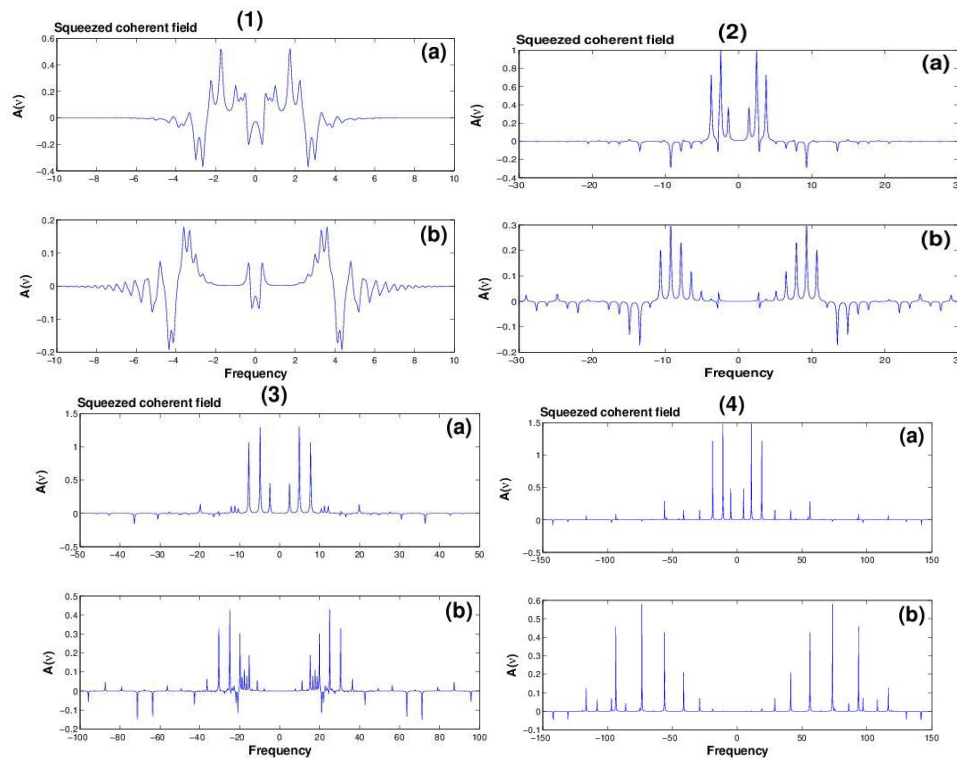 Squeezed coherent field (1)
(a)
A(ν)
0.6
0.4
0.2
0
−0.2
0.4
−10 −8 −6 −4 −2 0 2 4 6 8 10
(b)
A(ν)
0.2
0.1
0
−0.1
0.2
−10 −8 −6 −4 −2 0 2 4 6 8 10
Frequency
Squeezed coherent field (2)
(a)
A(ν)
1
0.8
0.6
0.4
0.2
0
−0.2
−0.4
−30 −20 −10 0 10 20 30
(b)
A(ν)
0.3
0.2
0.1
0
−0.1
0.2
−30 −20 −10 0 10 20 30
Frequency
Squeezed coherent field (3)
(a)
A(ν)
1.5
1
0.5
0
−0.5
−50 −40 −30 −20 −10 0 10 20 30 40 50
(b)
A(ν)
0.5
0.4
0.3
0.2
0.1
0
−0.1
−0.2
−100 −80 −60 −40 −20 0 20 40 60 80 100
Frequency
Squeezed coherent field (4)
(a)
A(ν)
1.5
1
0.5
0
−0.5
−150 −100 −50 0 50 100 150
(b)
A(ν)
0.6
0.5
0.4
0.3
0.2
0.1
0
−0.1
−150 −100 −50 0 50 100 150
Frequency